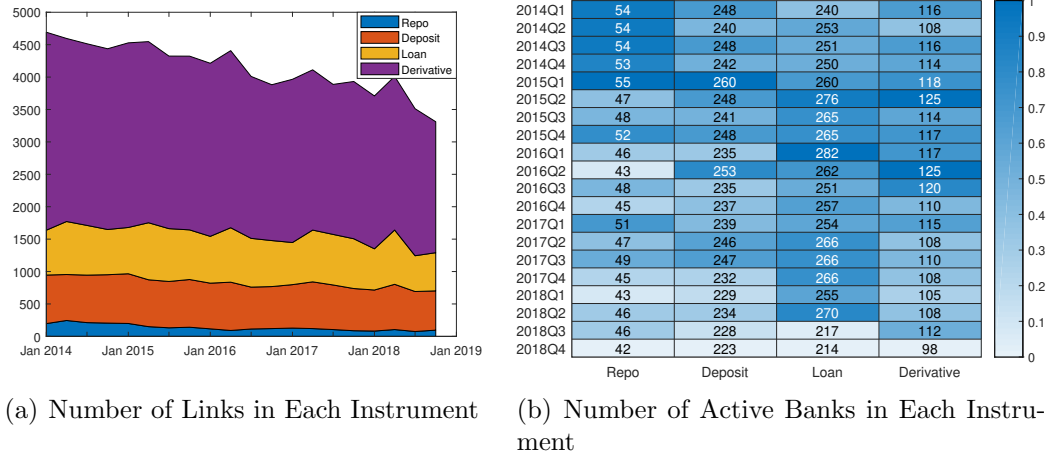 5000
4500
4000
3500
3000
2500
2000
1500
1000
500
0
Jan 2014 Jan 2015 Jan 2016 Jan 2017 Jan 2018 Jan 2019
Repo
Deposit
Loan
Derivative
(a) Number of Links in Each Instrument
2014Q1 54 248 240 116
2014Q2 54 240 253 108
2014Q3 54 248 251 116
2014Q4 53 242 250 114
2015Q1 55 260 260 118
2015Q2 47 248 276 125
2015Q3 48 241 265 114
2015Q4 52 248 265 117
2016Q1 46 235 282 117
2016Q2 43 253 262 125
2016Q3 48 235 251 120
2016Q4 45 237 257 110
2017Q1 51 239 254 115
2017Q2 47 246 266 108
2017Q3 49 247 266 110
2017Q4 45 232 266 108
2018Q1 43 229 255 105
2018Q2 46 234 270 108
2018Q3 46 228 217 112
2018Q4 42 223 214 98
Repo Deposit Loan Derivative
1
0.9
0.8
0.7
0.6
0.5
0.4
0.3
0.2
0.1
0
(b) Number of Active Banks in Each Instru-
ment